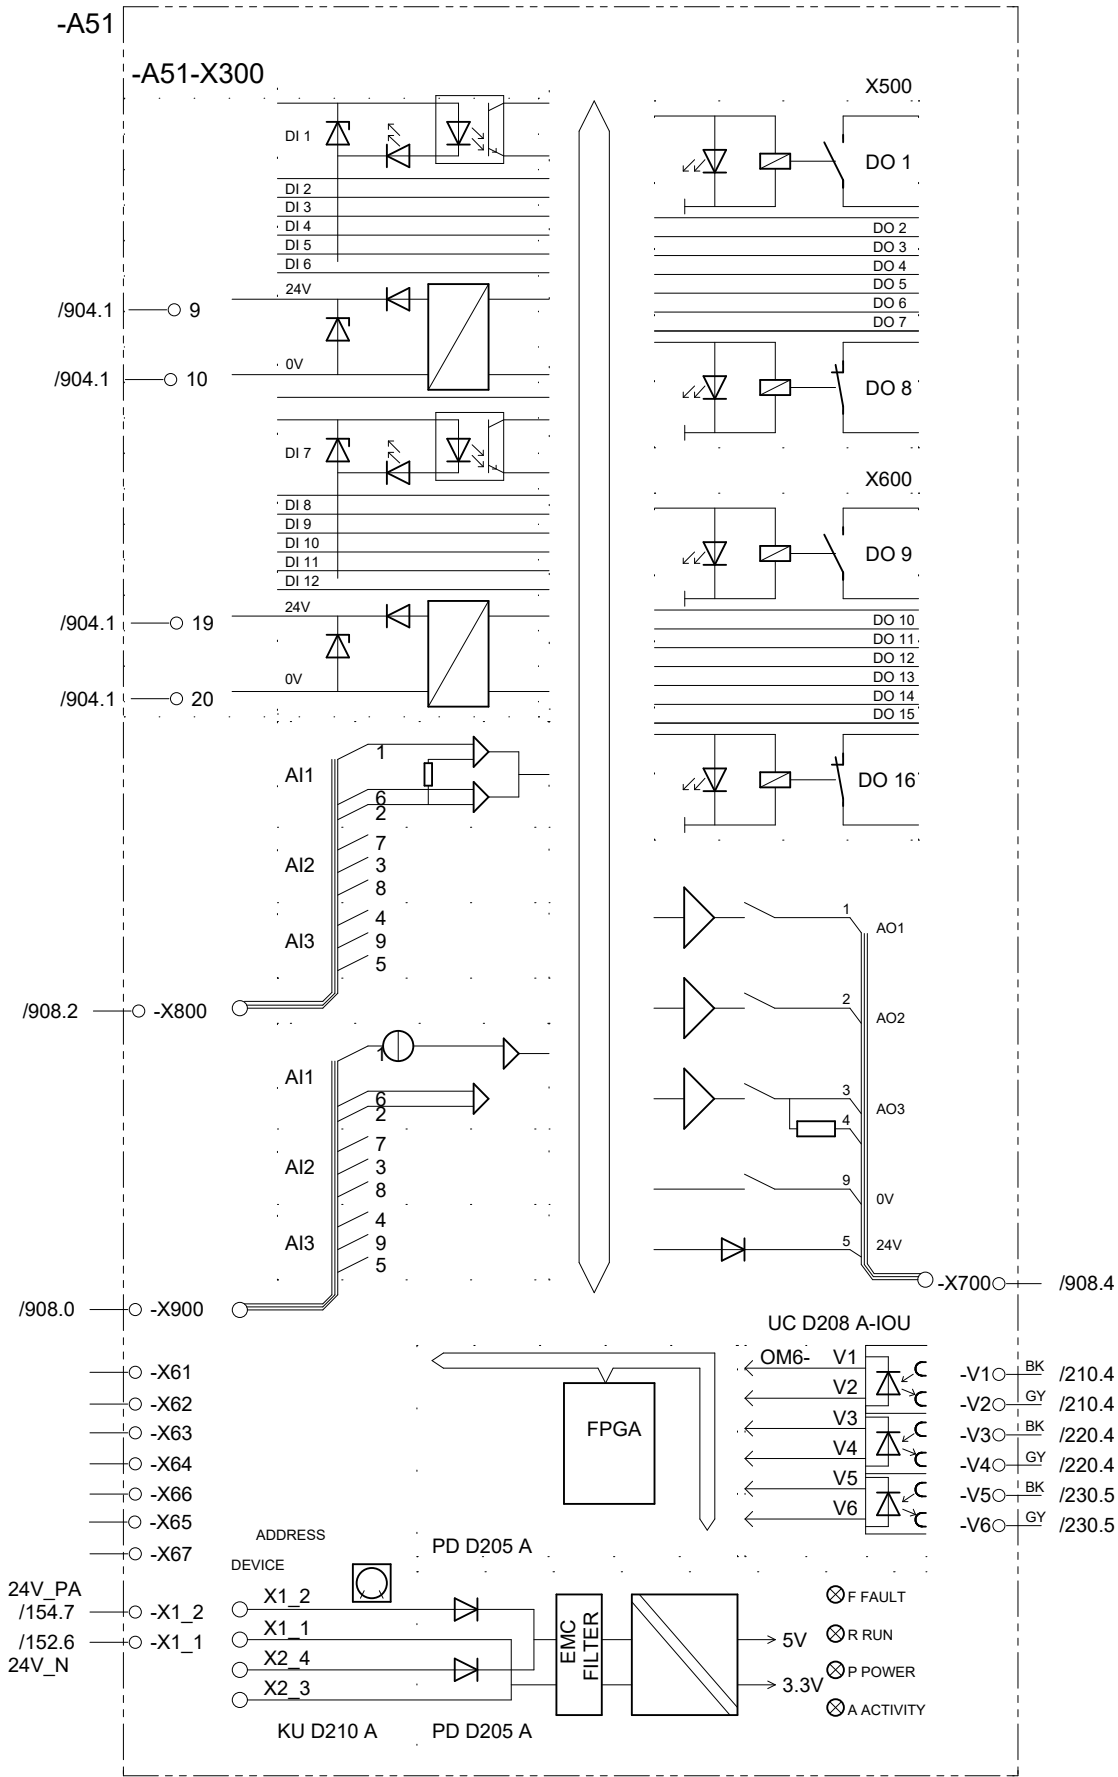 -A51
-A51-X300
X500
DI 1
DO 1
DI 2
DI 3
DI 4
DI 5
DI 6
DO 2
DO 3
DO 4
DO 5
DO 6
DO 7
24V
/904.1 9
0V
/904.1 10
DO 8
DI 7
X600
DI 8
DI 9
DI 10
DI 11
DI 12
DO 9
24V
/904.1 19
0V
/904.1 20
DO 10
DO 11
DO 12
DO 13
DO 14
DO 15
DO 16
AI1
1
6
2
AI2
7
3
8
AI3
4
9
5
/908.2 -X800
1 AO1
2 AO2
3 AO3
4
9 0V
5 24V
-X700 /908.4
AI1
1
6
2
AI2
7
3
8
AI3
4
9
5
/908.0 -X900
UC D208 A-IOU
OM6- V1 -V1 BK /210.4
V2 -V2 GY /210.4
V3 -V3 BK /220.4
V4 -V4 GY /220.4
V5 -V5 BK /230.5
V6 -V6 GY /230.5
FPGA
-X61
-X62
-X63
-X64
-X66
-X65
-X67
ADDRESS
DEVICE
PD D205 A
24V_PA
/154.7 -X1_2
/152.6 -X1_1
24V_N
X1_2
X1_1
X2_4
X2_3
EMC
FILTER
5V
3.3V
F FAULT
R RUN
P POWER
A ACTIVITY
KU D210 A
PD D205 A